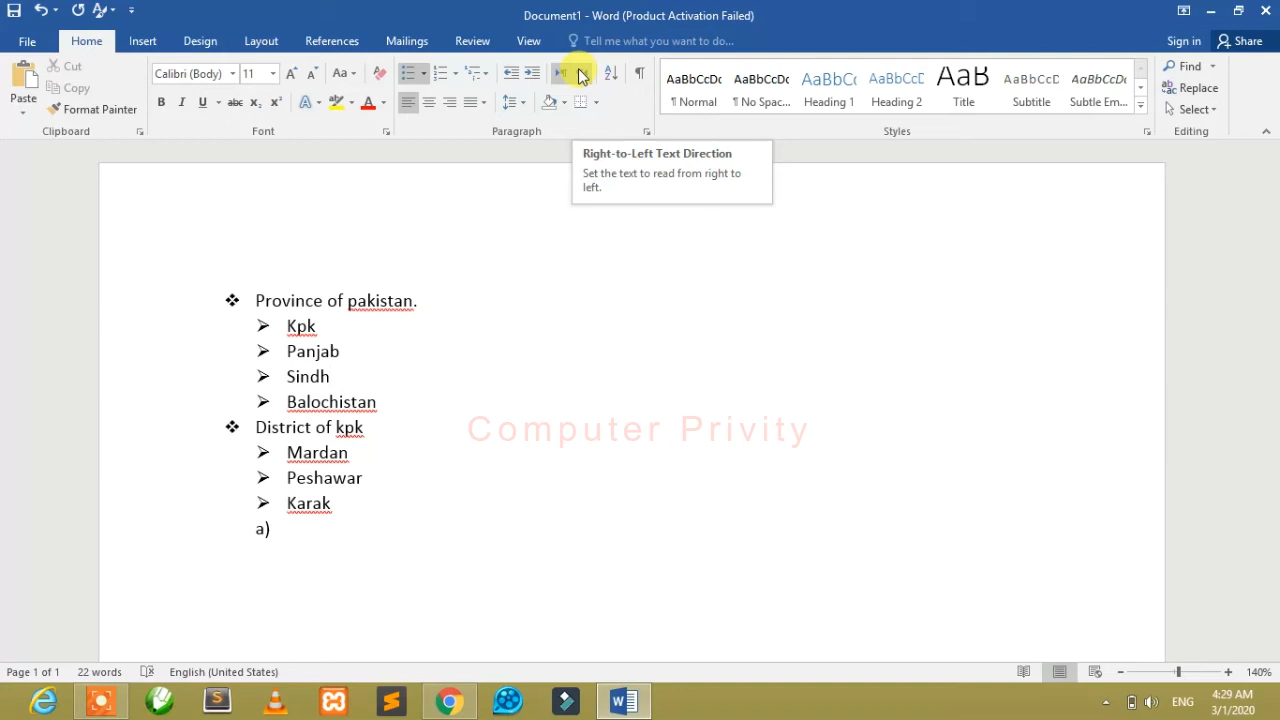 Document1 - Word (Product Activation Failed)
File Home Insert Design Layout References Mailings Review View Tell me what you want to do... Sign in Share
Cut
Copy
Format Painter
Paste
Clipboard
Calibri (Body) 11
Font
Paragraph
AaBbCcDc AaBbCcDc AaBbCc AaBbCcC AaB AaBbCcC AaBbCcDc
¶ Normal ¶ No Spac... Heading 1 Heading 2 Title Subtitle Subtle Em...
Styles
Find
Replace
Select
Editing
Right-to-Left Text Direction
Set the text to read from right to
left.
❖ Province of pakistan.
➢ Kpk
➢ Panjab
➢ Sindh
➢ Balochistan
❖ District of kpk
➢ Mardan
➢ Peshawar
➢ Karak
a)
Computer Privity
Page 1 of 1 22 words English (United States) 140%
ENG
4:29 AM
3/1/2020